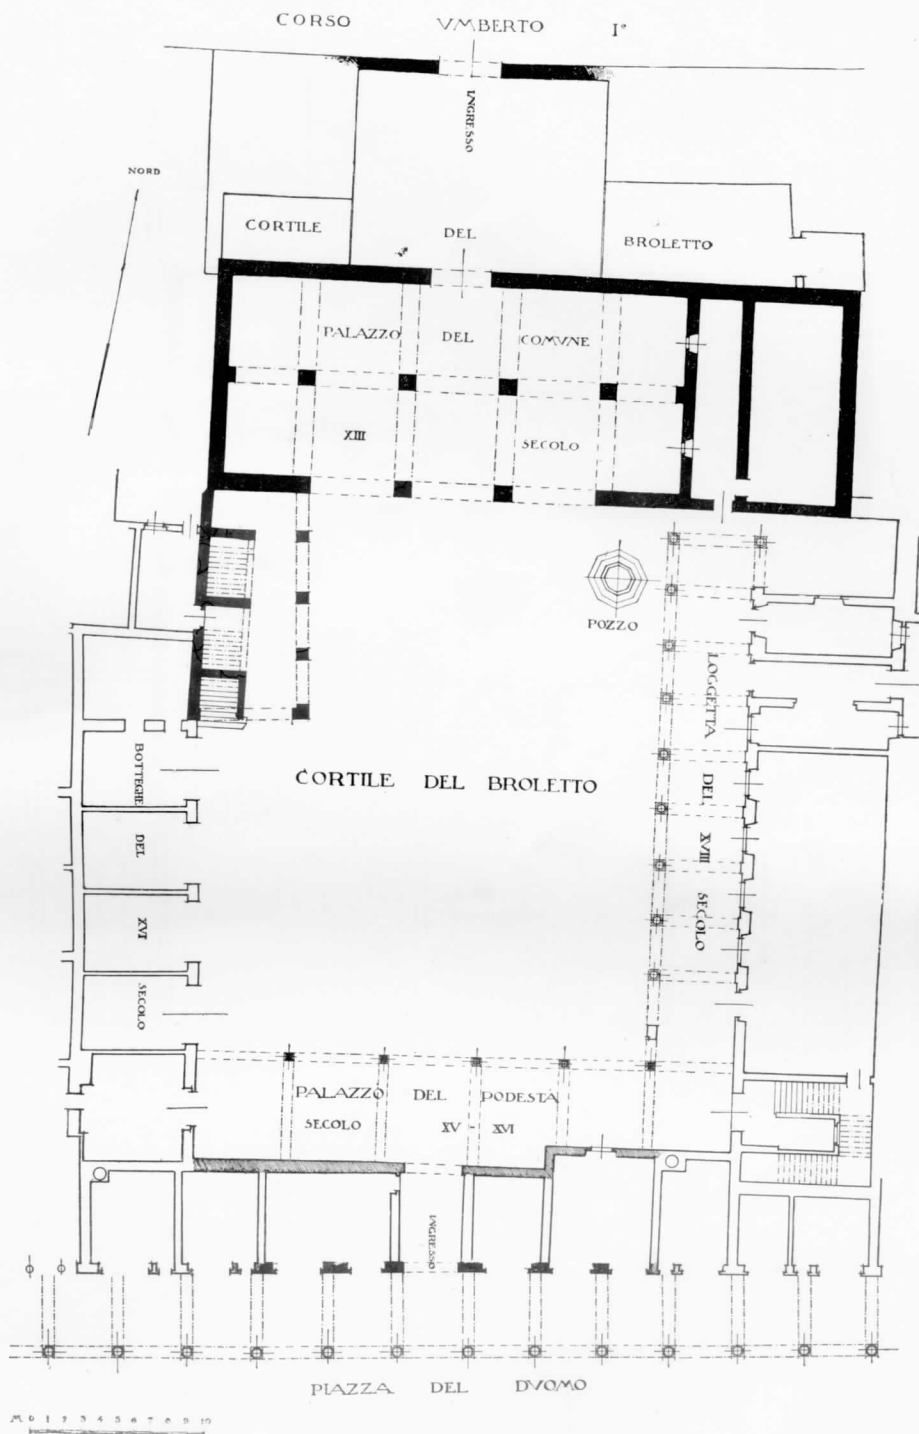 CORSO VMBERTO I°
INGRESSO
NORD
CORTILE DEL BROLETTO
PALAZZO DEL COMVNE
XIII SECOLO
POZZO
LOGGETTA DEL XVIII SECOLO
CORTILE DEL BROLETTO
BOTTEGHE DEL XVI SECOLO
PALAZZO DEL PODESTA
SECOLO XV - XVI
INGRESSO
PIAZZA DEL DVOMO
M 0 1 2 3 4 5 6 7 8 9 10